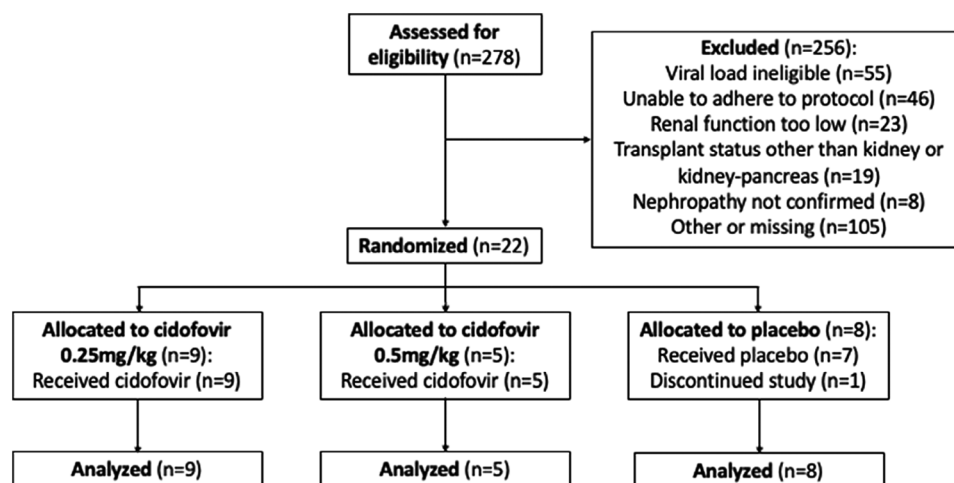 Assessed for
eligibility (n=278)
Excluded (n=256):
Viral load ineligible (n=55)
Unable to adhere to protocol (n=46)
Renal function too low (n=23)
Transplant status other than kidney or
kidney-pancreas (n=19)
Nephropathy not confirmed (n=8)
Other or missing (n=105)
Randomized (n=22)
Allocated to cidofovir
0.25mg/kg (n=9):
Received cidofovir (n=9)
Allocated to cidofovir
0.5mg/kg (n=5):
Received cidofovir (n=5)
Allocated to placebo (n=8):
Received placebo (n=7)
Discontinued study (n=1)
Analyzed (n=9)
Analyzed (n=5)
Analyzed (n=8)